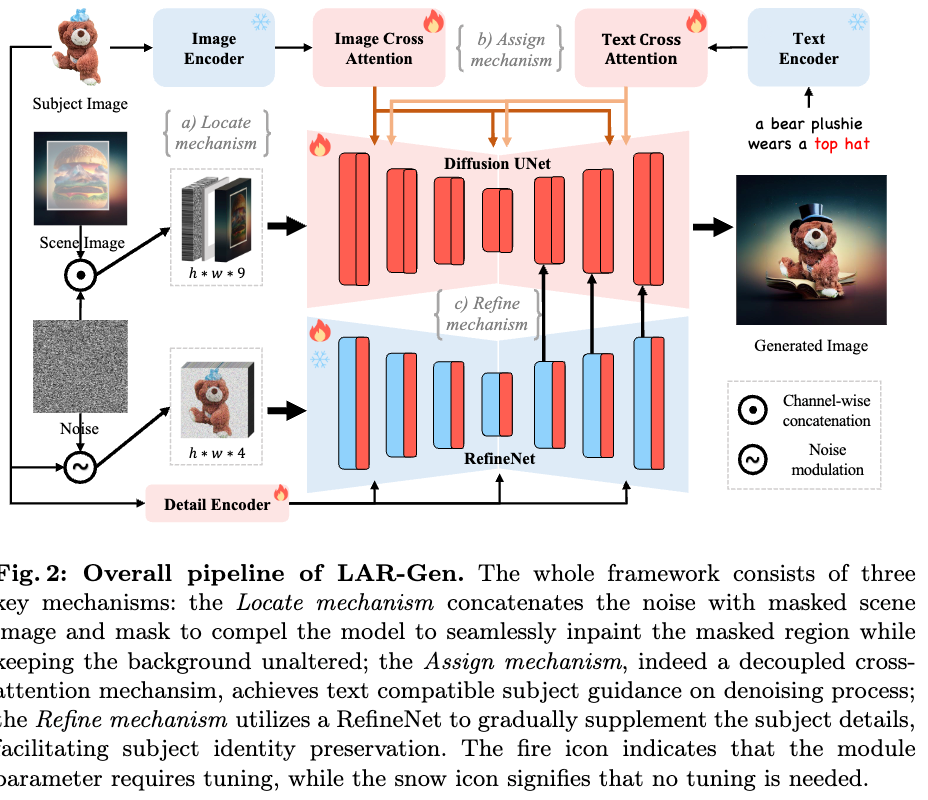 Image
Encoder
Image Cross
Attention
b) Assign
mechanism
Text Cross
Attention
Text
Encoder
Subject Image
a) Locate
mechanism
a bear plushie
wears a top hat
Diffusion UNet
Scene Image
h * w * 9
c) Refine
mechanism
Generated Image
Noise
h * w * 4
RefineNet
Channel-wise
concatenation
Noise
modulation
Detail Encoder
Fig. 2: Overall pipeline of LAR-Gen. The whole framework consists of three
key mechanisms: the Locate mechanism concatenates the noise with masked scene
image and mask to compel the model to seamlessly inpaint the masked region while
keeping the background unaltered; the Assign mechanism, indeed a decoupled cross-
attention mechansim, achieves text compatible subject guidance on denoising process;
the Refine mechanism utilizes a RefineNet to gradually supplement the subject details,
facilitating subject identity preservation. The fire icon indicates that the module
parameter requires tuning, while the snow icon signifies that no tuning is needed.